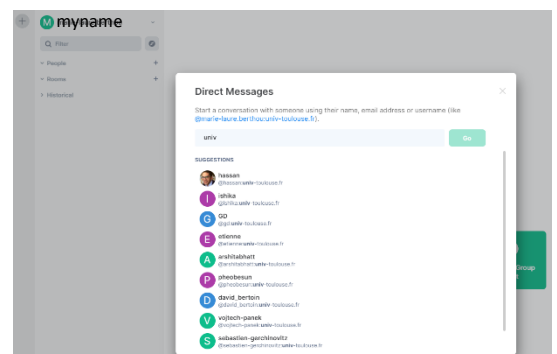 M myname
Filter
People +
Rooms +
Historical
Direct Messages
Start a conversation with someone using their name, email address or username (like
@marie-laure.berthou:univ-toulouse.fr).
univ
Go
SUGGESTIONS
hassan
@hassan:univ-toulouse.fr
I ishika
@ishika:univ-toulouse.fr
G GD
@gd:univ-toulouse.fr
E etienne
@etienne:univ-toulouse.fr
A arshitabhatt
@arshitabhatt:univ-toulouse.fr
P pheobesun
@pheobesun:univ-toulouse.fr
D david_bertoin
@david_bertoin:univ-toulouse.fr
V vojtech-panek
@vojtech-panek:univ-toulouse.fr
S sebastien-gerchinovitz
@sebastien-gerchinovitz:univ-toulouse.fr
Group